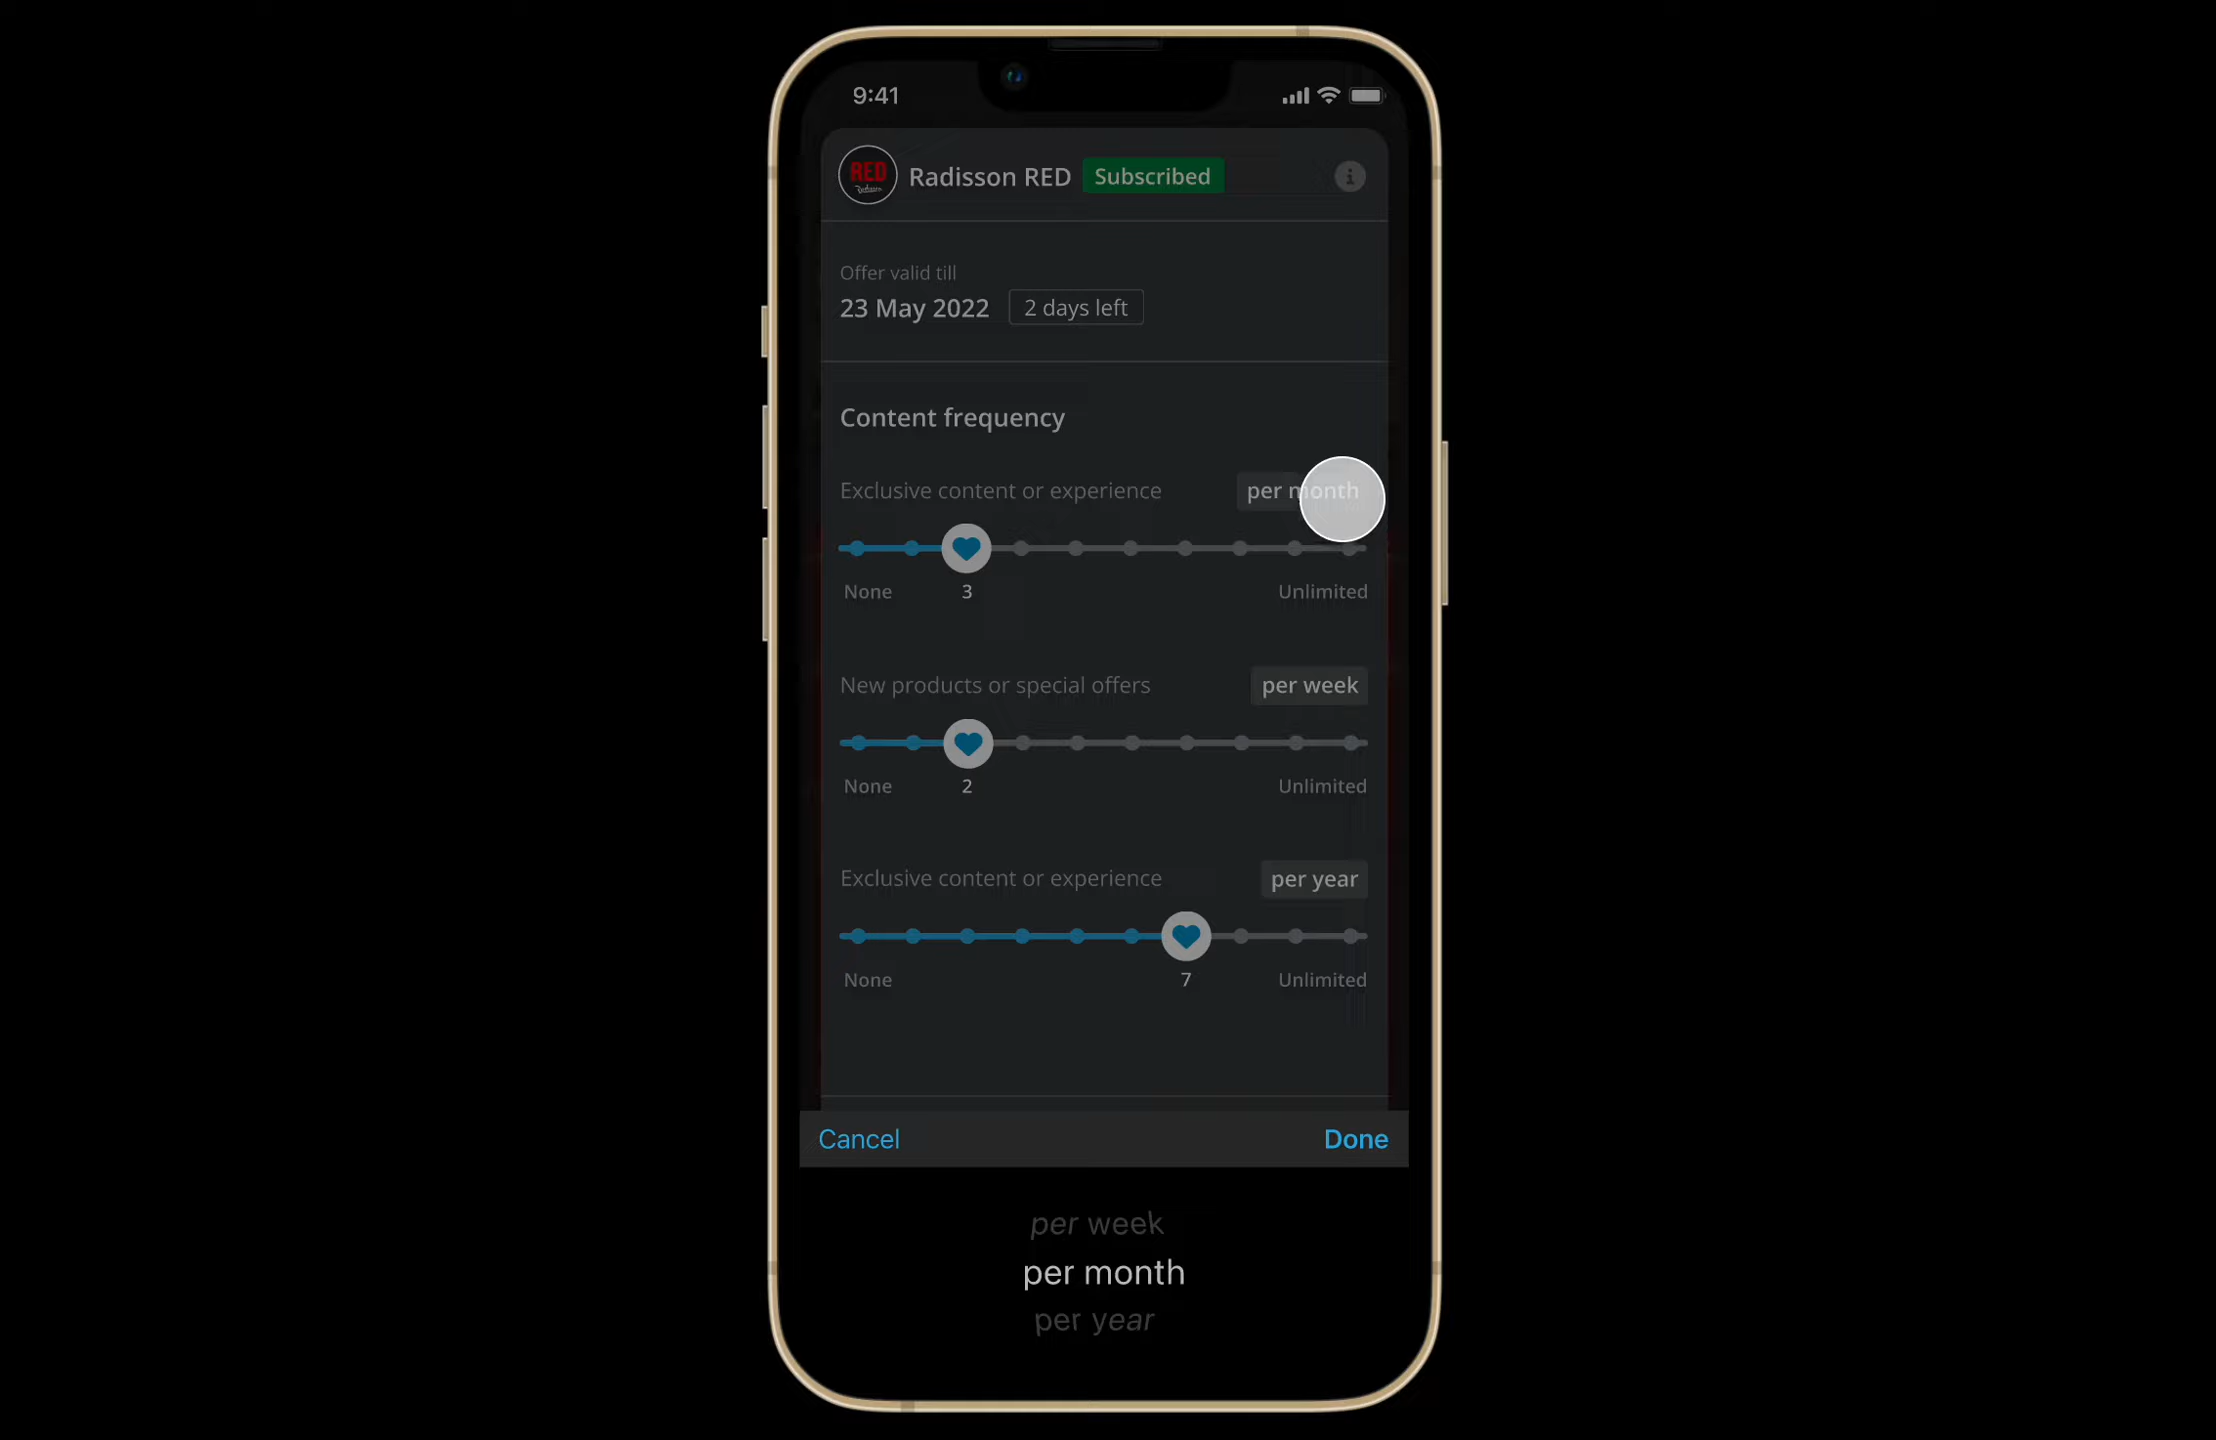 9:41
RED
Radisson RED Subscribed
Offer valid till
23 May 2022 2 days left
Content frequency
Exclusive content or experience per month
None 3 Unlimited
New products or special offers per week
None 2 Unlimited
Exclusive content or experience per year
None 7 Unlimited
Cancel Done
per week
per month
per year